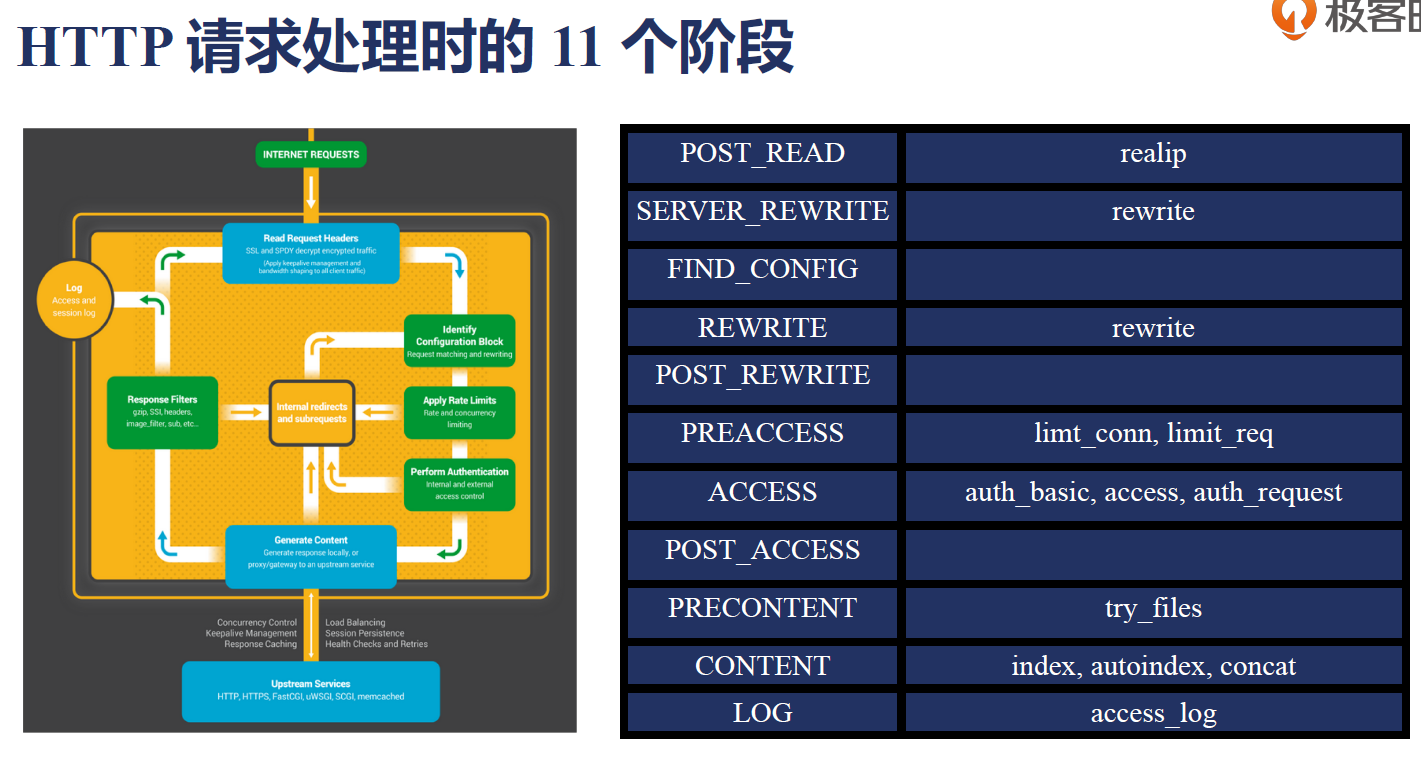 HTTP 请求处理时的 11 个阶段
极客
INTERNET REQUESTS
Read Request Headers
SSL and SPDY decrypt encrypted traffic
(Apply keepalive management and
bandwidth shaping to all client traffic)
Log
Access and
session log
Identify
Configuration Block
Request matching and rewriting
Response Filters
gzip, SSI, headers,
image_filter, sub, etc...
Internal redirects
and subrequests
Apply Rate Limits
Rate and concurrency
limiting
Perform Authentication
Internal and external
access control
Generate Content
Generate response locally, or
proxy/gateway to an upstream service
Concurrency Control
Keepalive Management
Response Caching
Load Balancing
Session Persistence
Health Checks and Retries
Upstream Services
HTTP, HTTPS, FastCGI, uWSGI, SCGI, memcached
POST_READ realip
SERVER_REWRITE rewrite
FIND_CONFIG
REWRITE rewrite
POST_REWRITE
PREACCESS limt_conn, limit_req
ACCESS auth_basic, access, auth_request
POST_ACCESS
PRECONTENT try_files
CONTENT index, autoindex, concat
LOG access_log